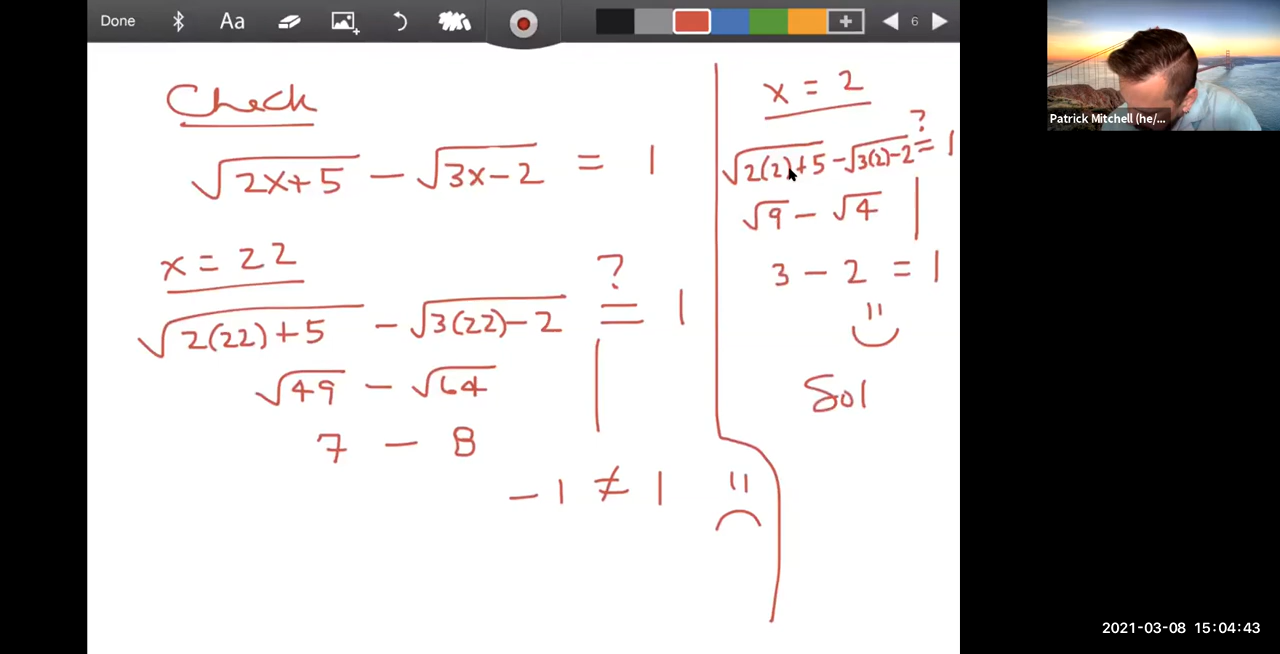 Done Aa 6
Check
√2x+5 − √3x−2 = 1
x = 22
√2(22)+5 − √3(22)−2 ?= 1
√49 − √64
7 − 8
−1 ≠ 1
x = 2
√2(2)+5 −√3(2)−2 ?= 1
√9 − √4
3 − 2 = 1
Sol
Patrick Mitchell (he/...
2021-03-08 15:04:43